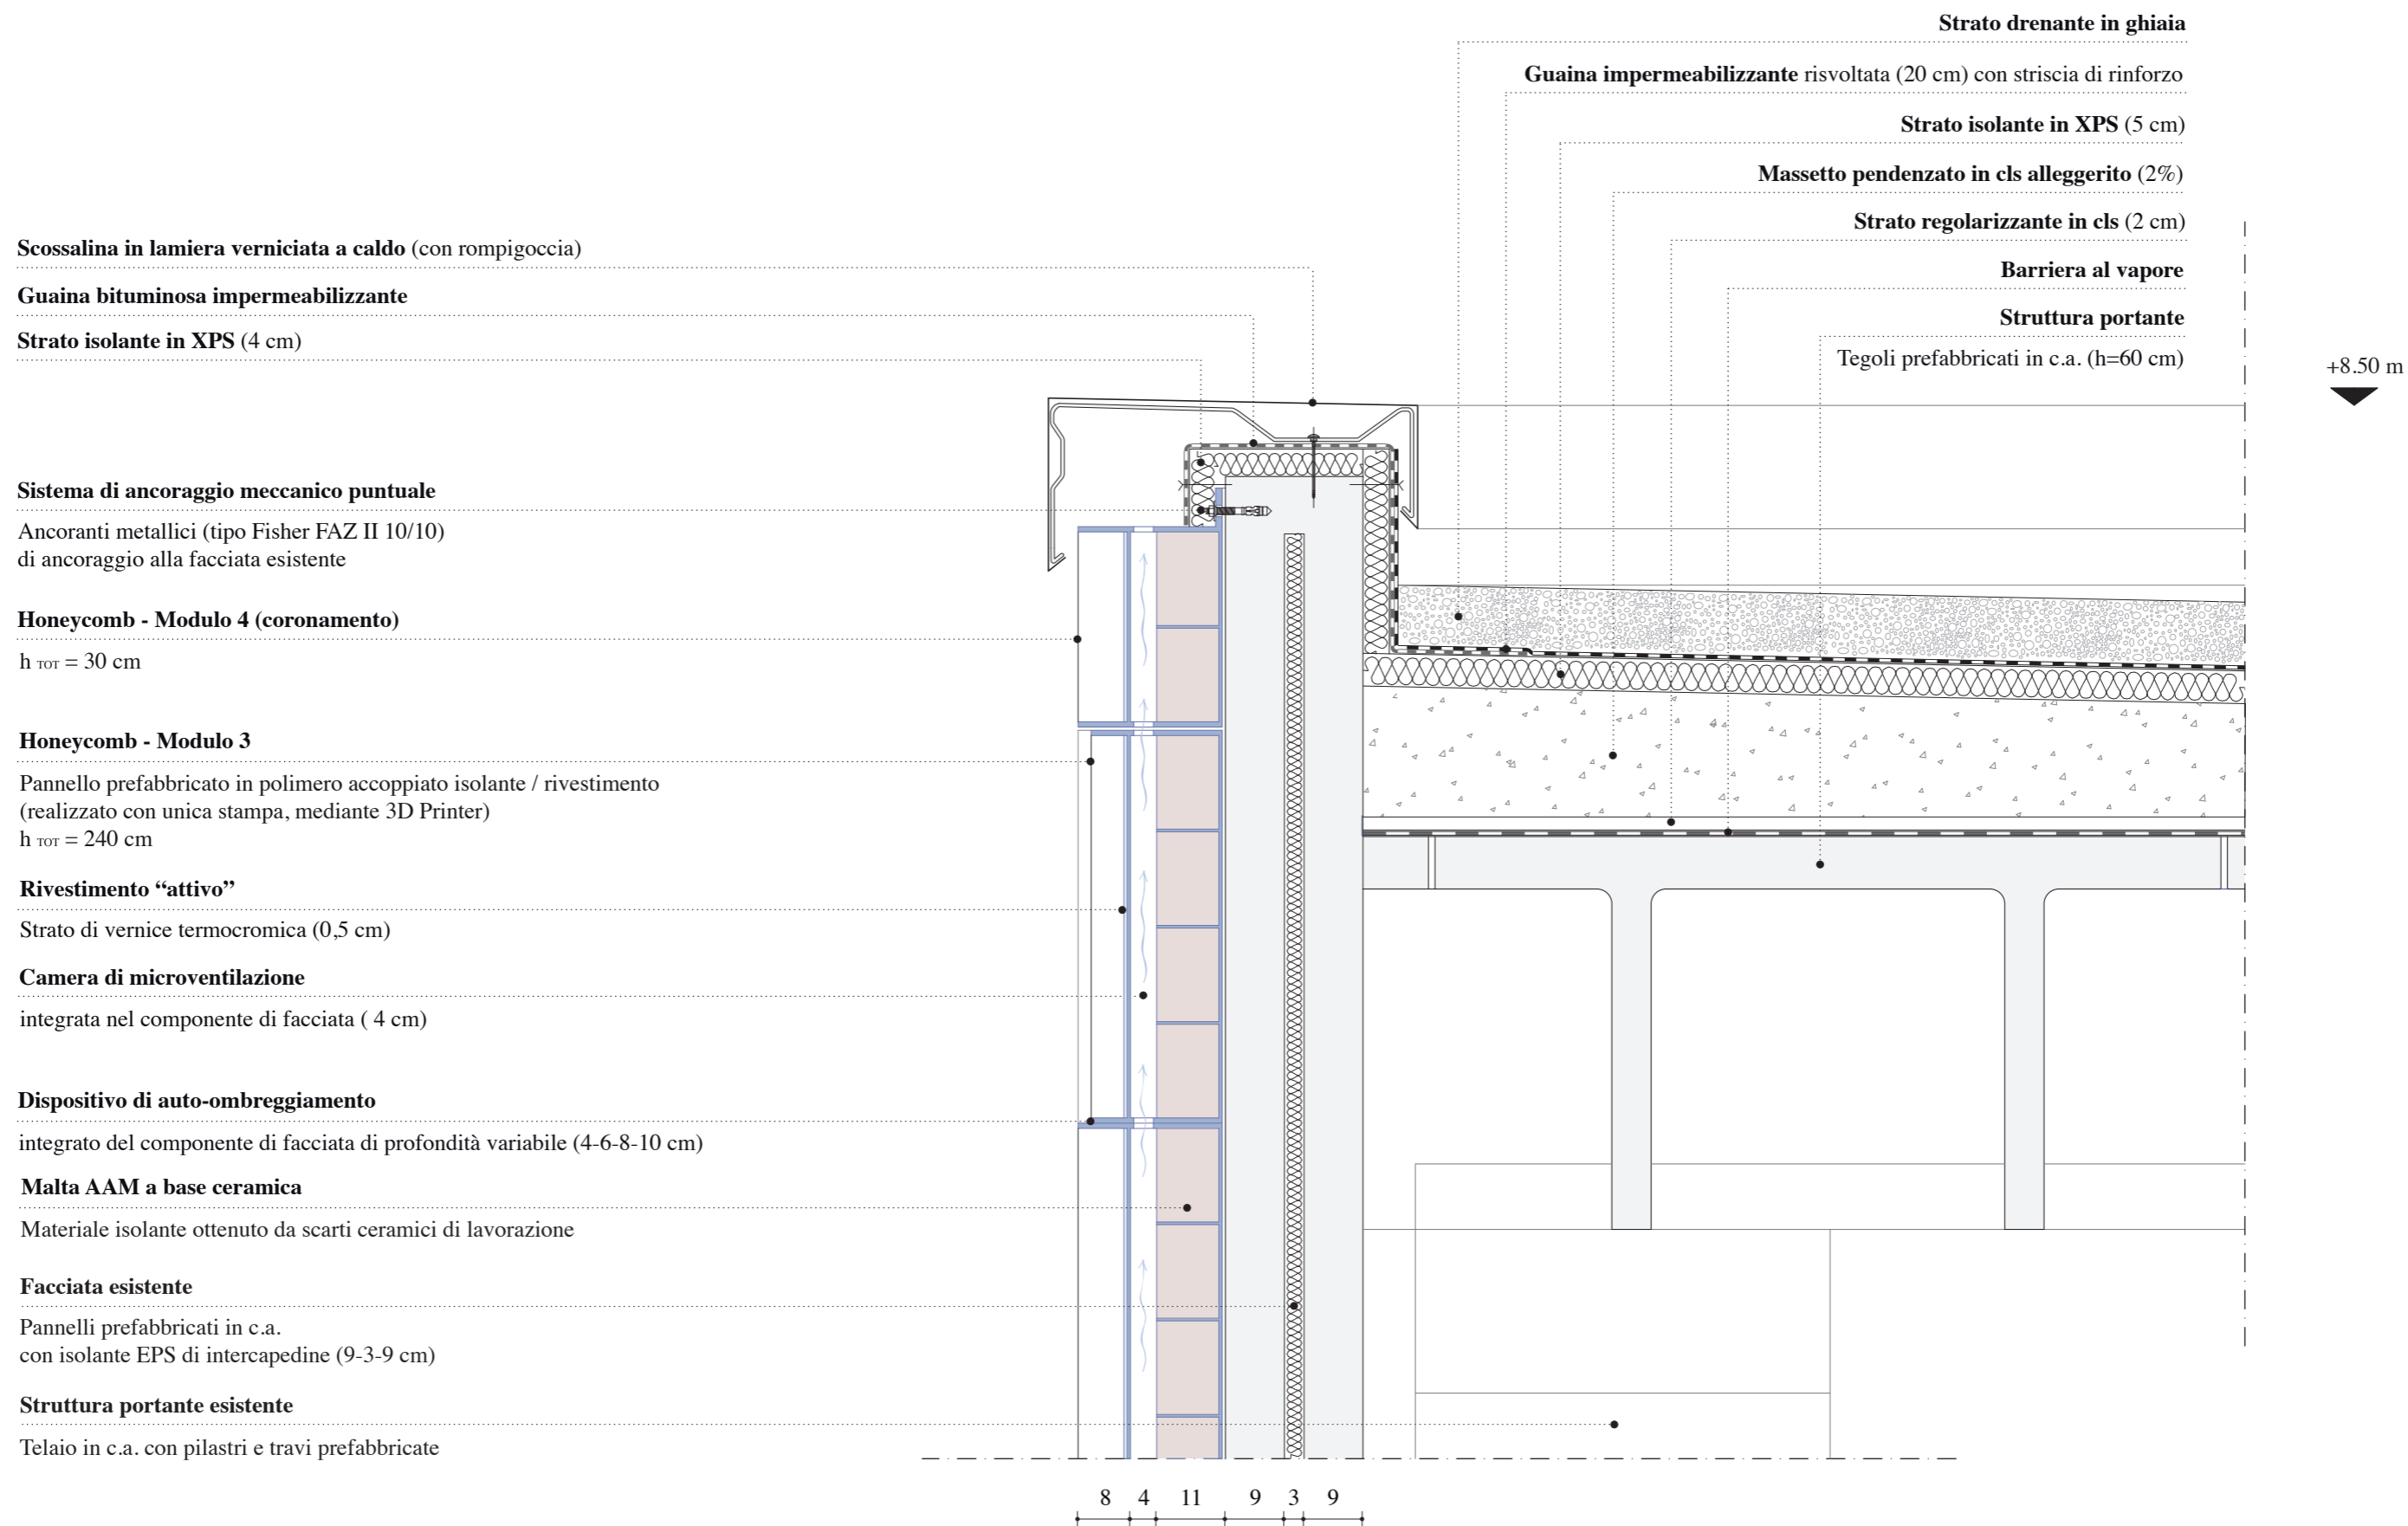 Strato drenante in ghiaia
Guaina impermeabilizzante risvoltata (20 cm) con striscia di rinforzo
Strato isolante in XPS (5 cm)
Massetto pendenzato in cls alleggerito (2%)
Strato regolarizzante in cls (2 cm)
Barriera al vapore
Struttura portante
Tegoli prefabbricati in c.a. (h=60 cm)
+8.50 m
Scossalina in lamiera verniciata a caldo (con rompigoccia)
Guaina bituminosa impermeabilizzante
Strato isolante in XPS (4 cm)
Sistema di ancoraggio meccanico puntuale
Ancoranti metallici (tipo Fisher FAZ II 10/10)
di ancoraggio alla facciata esistente
Honeycomb - Modulo 4 (coronamento)
h TOT = 30 cm
Honeycomb - Modulo 3
Pannello prefabbricato in polimero accoppiato isolante / rivestimento
(realizzato con unica stampa, mediante 3D Printer)
h TOT = 240 cm
Rivestimento “attivo”
Strato di vernice termocromica (0,5 cm)
Camera di microventilazione
integrata nel componente di facciata ( 4 cm)
Dispositivo di auto-ombreggiamento
integrato del componente di facciata di profondità variabile (4-6-8-10 cm)
Malta AAM a base ceramica
Materiale isolante ottenuto da scarti ceramici di lavorazione
Facciata esistente
Pannelli prefabbricati in c.a.
con isolante EPS di intercapedine (9-3-9 cm)
Struttura portante esistente
Telaio in c.a. con pilastri e travi prefabbricate
8 4 11 9 3 9